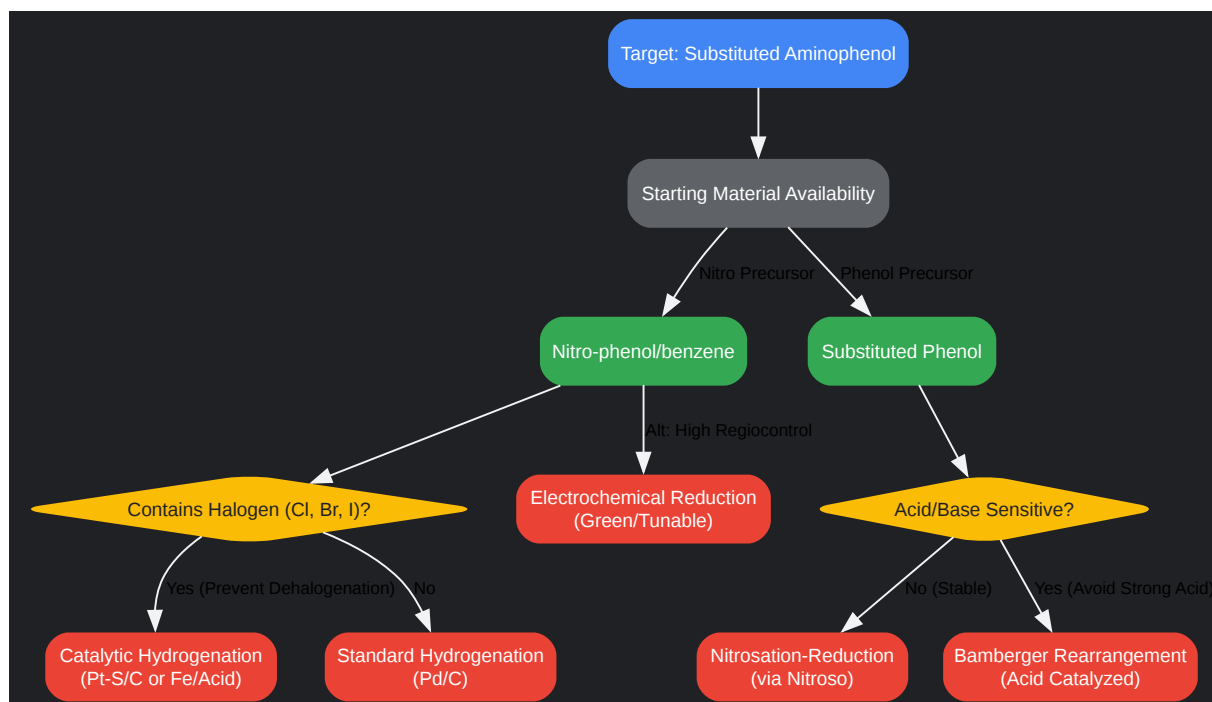 Target: Substituted Aminophenol
Starting Material Availability
Nitro Precursor
Phenol Precursor
Nitro-phenol/benzene
Substituted Phenol
Alt: High Regiocontrol
Contains Halogen (Cl, Br, I)?
Electrochemical Reduction
(Green/Tunable)
Acid/Base Sensitive?
Yes (Prevent Dehalogenation)
No
No (Stable)
Yes (Avoid Strong Acid)
Catalytic Hydrogenation
(Pt-S/C or Fe/Acid)
Standard Hydrogenation
(Pd/C)
Nitrosation-Reduction
(via Nitroso)
Bamberger Rearrangement
(Acid Catalyzed)